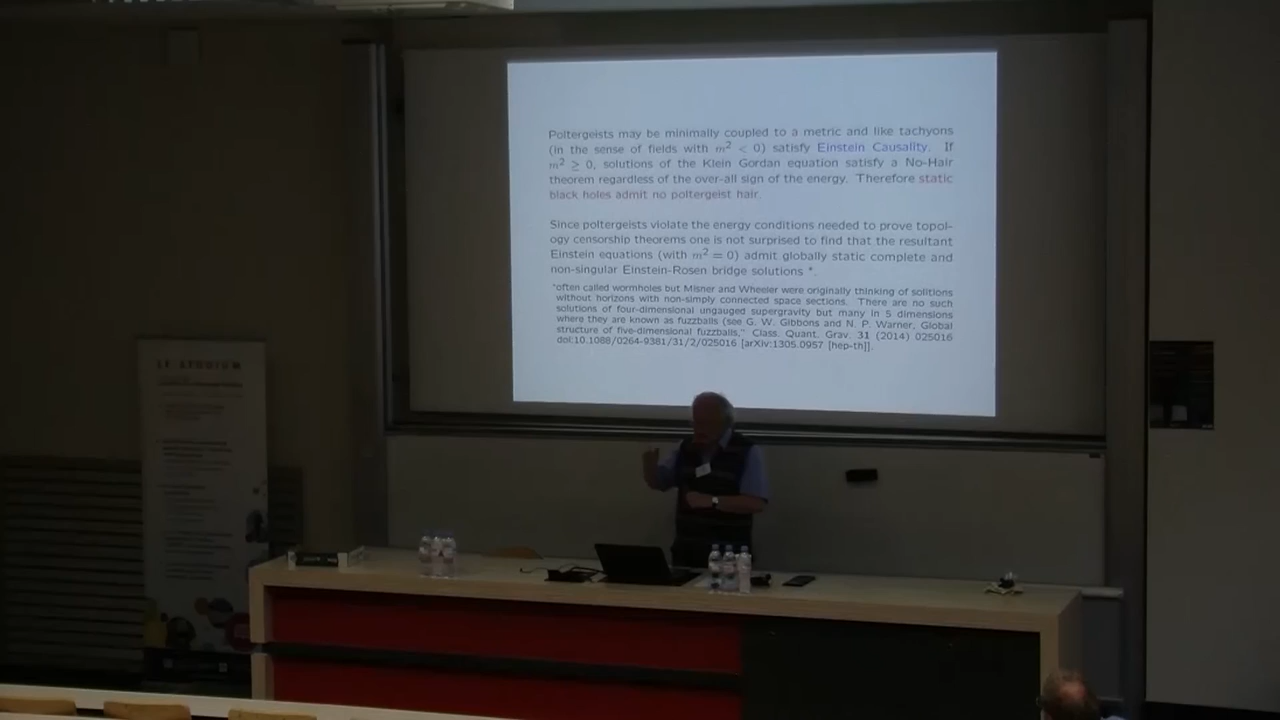 LE STUDIUM
Poltergeists may be minimally coupled to a metric and like tachyons
(in the sense of fields with m² < 0) satisfy Einstein Causality. If
m² ≥ 0, solutions of the Klein Gordan equation satisfy a No-Hair
theorem regardless of the over-all sign of the energy. Therefore static
black holes admit no poltergeist hair.
Since poltergeists violate the energy conditions needed to prove topol-
ogy censorship theorems one is not surprised to find that the resultant
Einstein equations (with m² = 0) admit globally static complete and
non-singular Einstein-Rosen bridge solutions *.
*often called wormholes but Misner and Wheeler were originally thinking of solitions
without horizons with non-simply connected space sections. There are no such
solutions of four-dimensional ungauged supergravity but many in 5 dimensions
where they are known as fuzzballs (see G. W. Gibbons and N. P. Warner, Global
structure of five-dimensional fuzzballs," Class. Quant. Grav. 31 (2014) 025016
doi:10.1088/0264-9381/31/2/025016 [arXiv:1305.0957 [hep-th]].